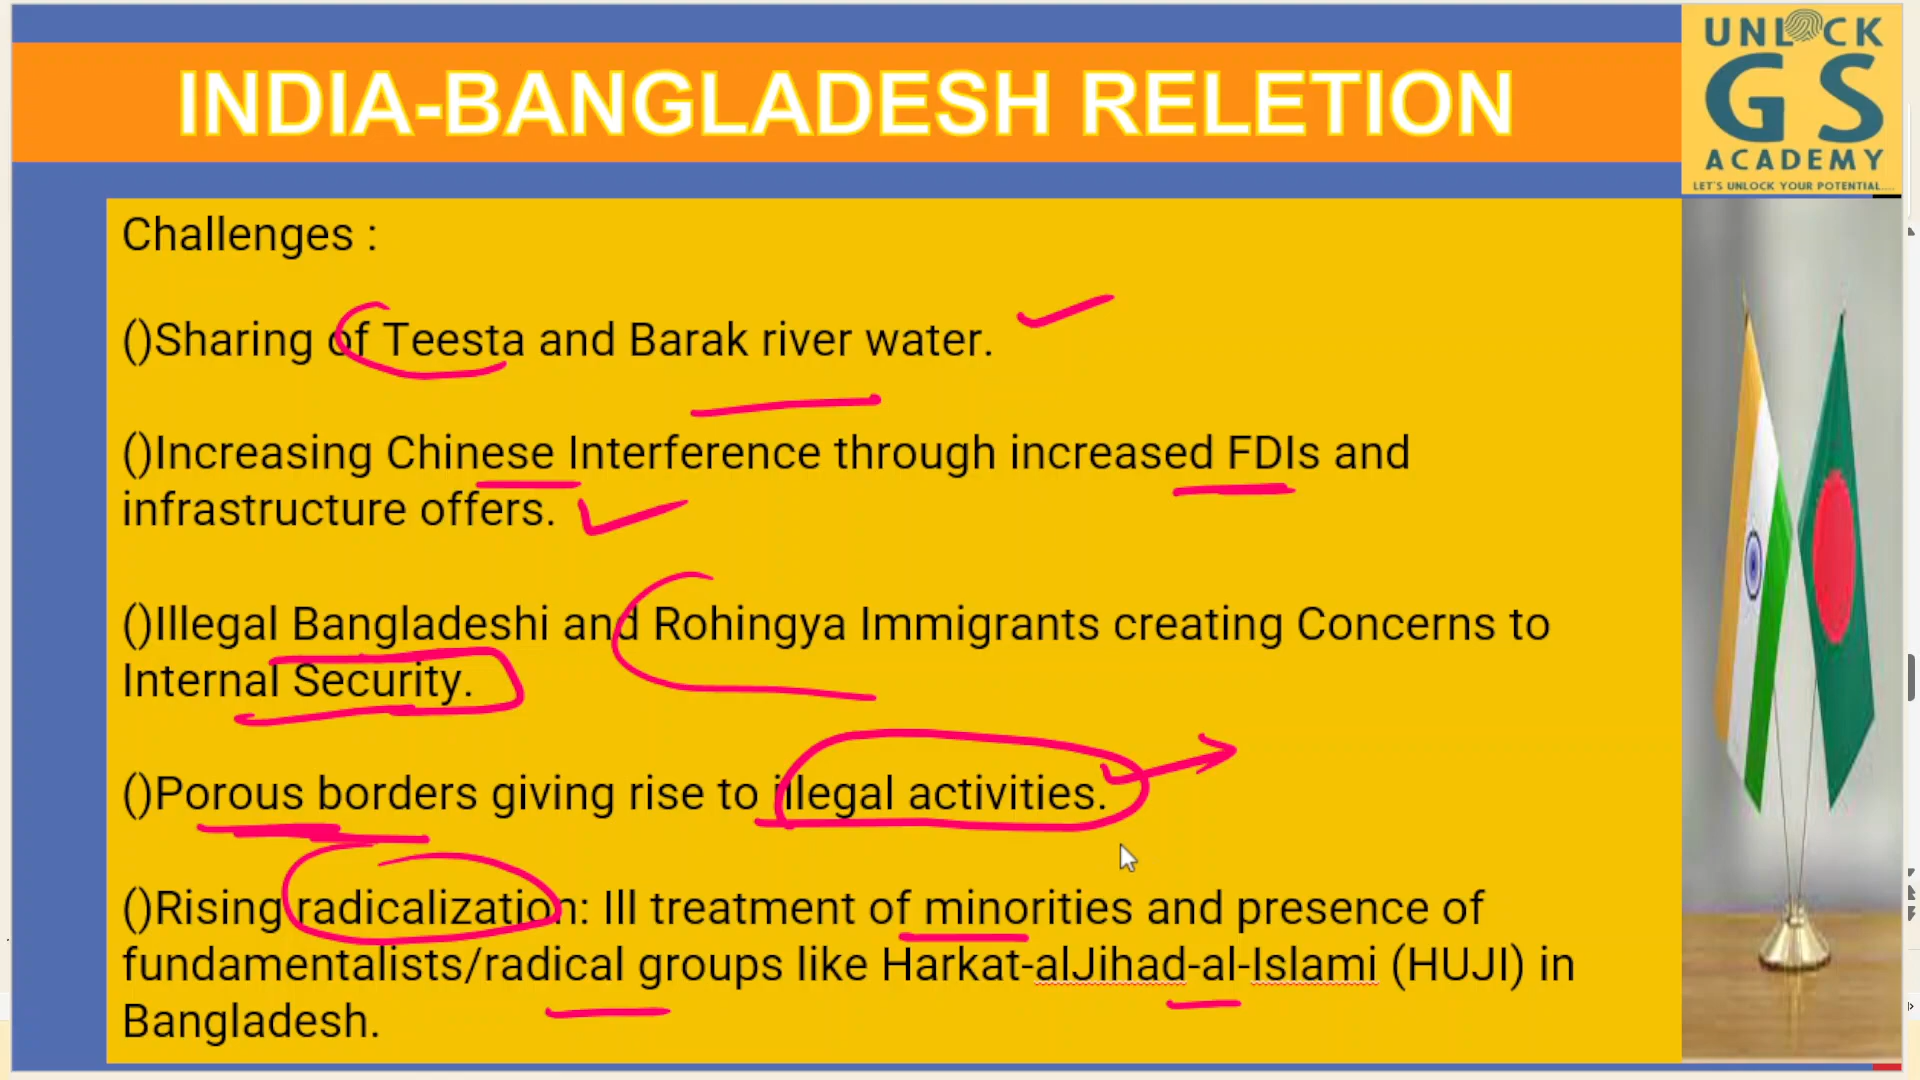 INDIA-BANGLADESH RELETION
UNLOCK
GS
ACADEMY
LET'S UNLOCK YOUR POTENTIAL....
Challenges :
()Sharing of Teesta and Barak river water.
()Increasing Chinese Interference through increased FDIs and
infrastructure offers.
()Illegal Bangladeshi and Rohingya Immigrants creating Concerns to
Internal Security.
()Porous borders giving rise to illegal activities.
()Rising radicalization: Ill treatment of minorities and presence of
fundamentalists/radical groups like Harkat-alJihad-al-Islami (HUJI) in
Bangladesh.